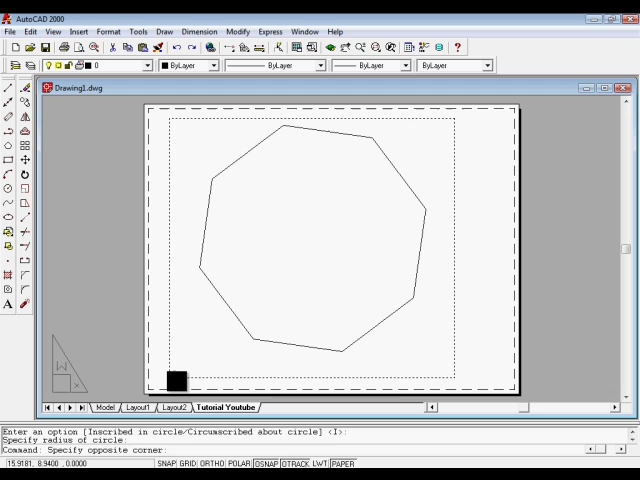 AutoCAD 2000
File Edit View Insert Format Tools Draw Dimension Modify Express Window Help
0 ByLayer ByLayer ByLayer ByLayer
Drawing1.dwg
A
W
X
Model Layout1 Layout2 Tutorial Youtube
Enter an option [Inscribed in circle/Circumscribed about circle] <I>:
Specify radius of circle:
Command: Specify opposite corner:
15.9181, 8.9400, 0.0000 SNAP GRID ORTHO POLAR OSNAP OTRACK LWT PAPER